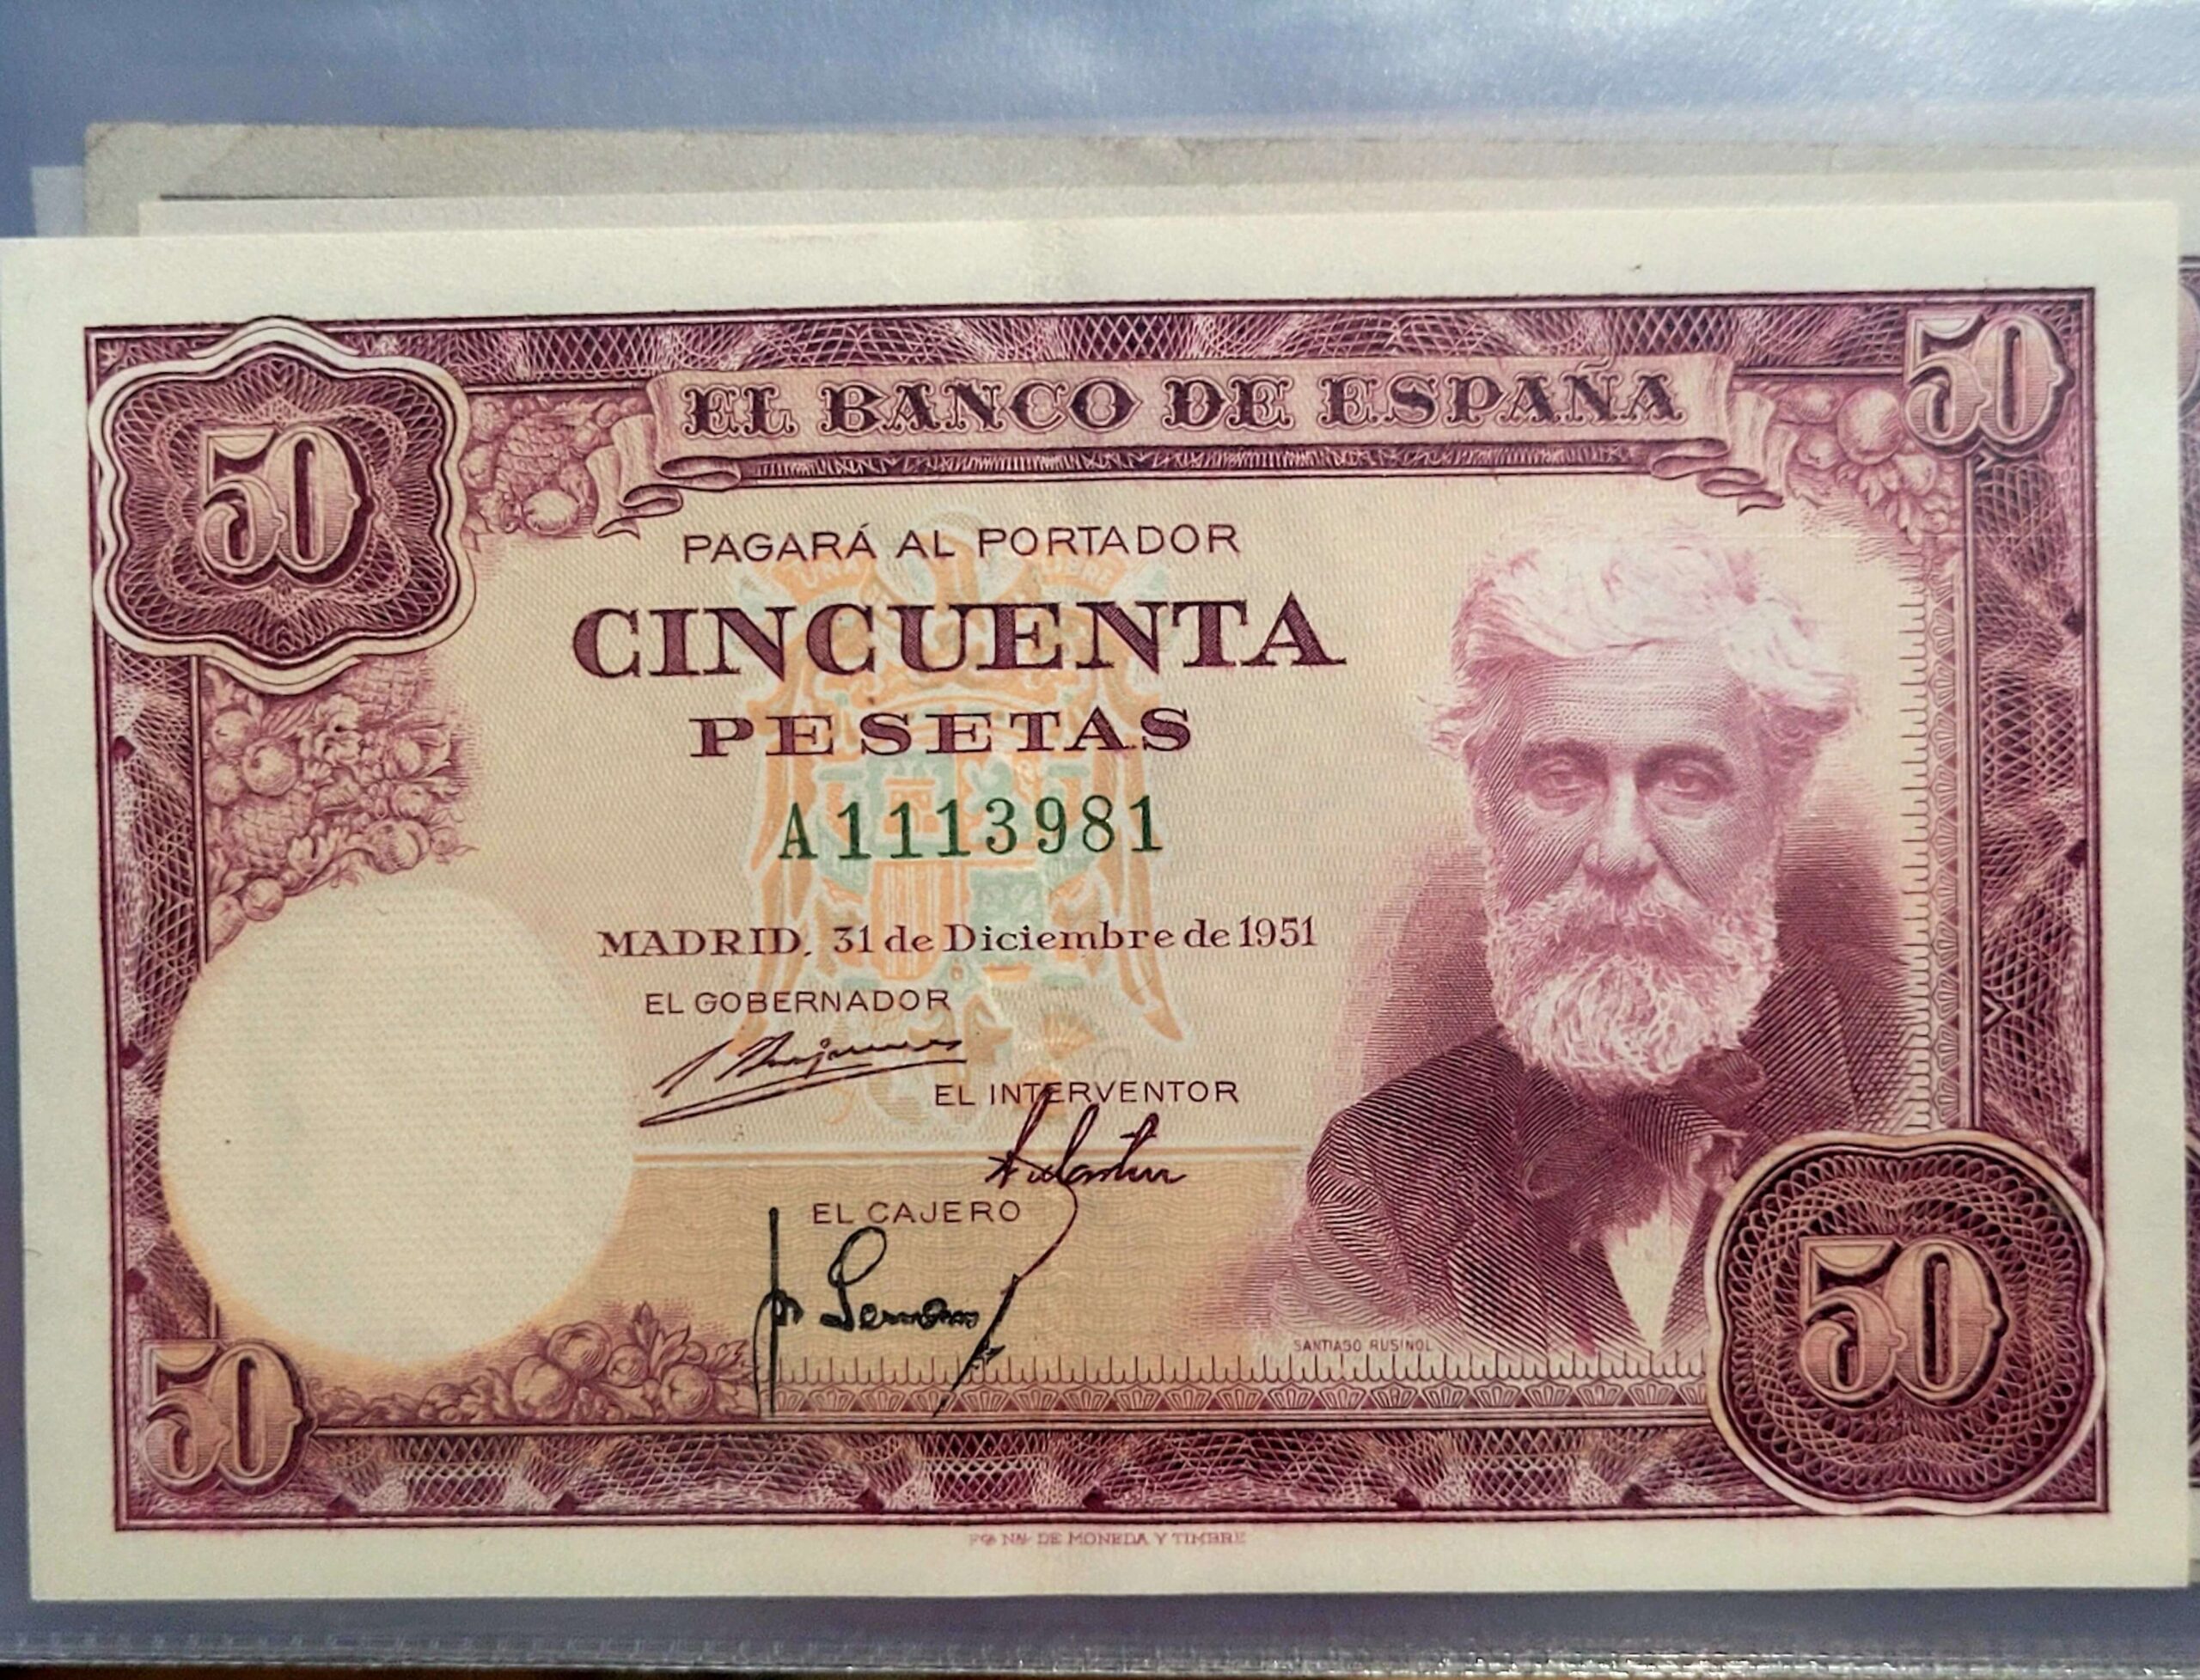 50
50
EL BANCO DE ESPAÑA
PAGARÁ AL PORTADOR
CINCUENTA
PESETAS
A1113981
MADRID, 31 de Diciembre de 1951
EL GOBERNADOR
EL INTERVENTOR
EL CAJERO
SANTIAGO RUSIÑOL
50
50
FCA NAL DE MONEDA Y TIMBRE